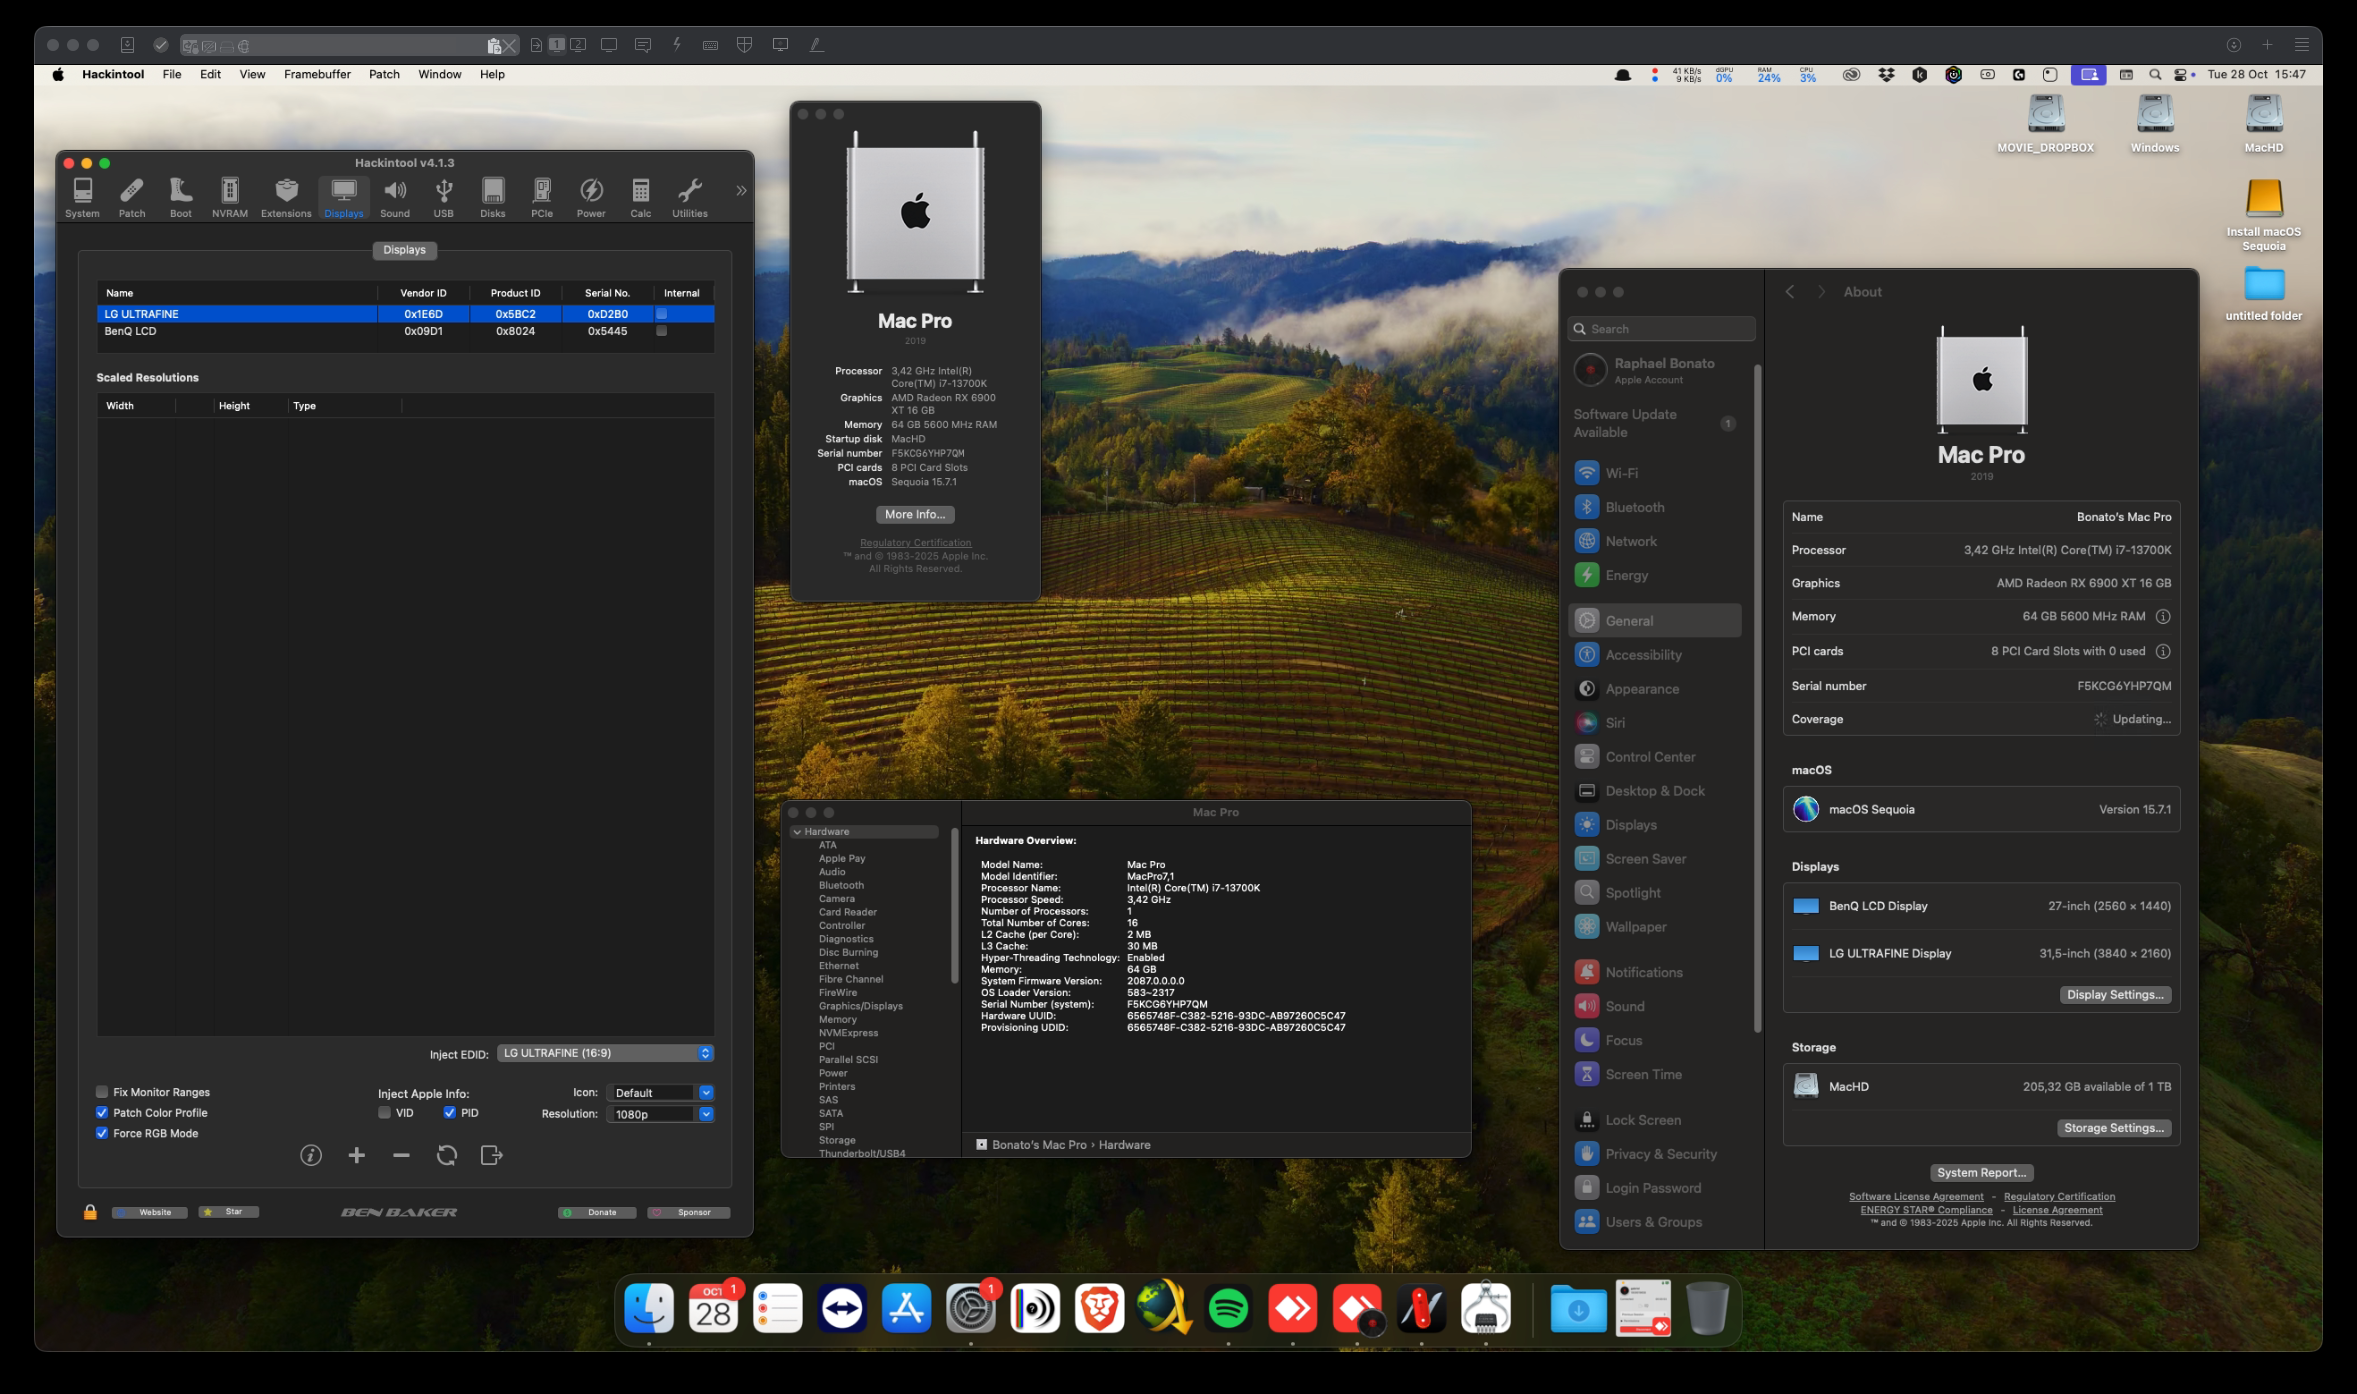 Hackintool File Edit View Framebuffer Patch Window Help
41 KB/s
9 KB/s
dGPU
0%
RAM
24%
CPU
3%
Tue 28 Oct 15:47
MOVIE_DROPBOX
Windows
MacHD
Install macOS
Sequoia
untitled folder
Hackintool v4.1.3
System Patch Boot NVRAM Extensions Displays Sound USB Disks PCIe Power Calc Utilities
Displays
Name Vendor ID Product ID Serial No. Internal
LG ULTRAFINE 0x1E6D 0x5BC2 0xD2B0
BenQ LCD 0x09D1 0x8024 0x5445
Scaled Resolutions
Width Height Type
Inject EDID: LG ULTRAFINE (16:9)
Fix Monitor Ranges
Patch Color Profile
Force RGB Mode
Inject Apple Info:
VID PID
Icon: Default
Resolution: 1080p
Website Star BEN BAKER Donate Sponsor
Mac Pro
2019
Processor 3,42 GHz Intel(R)
Core(TM) i7-13700K
Graphics AMD Radeon RX 6900
XT 16 GB
Memory 64 GB 5600 MHz RAM
Startup disk MacHD
Serial number F5KCG6YHP7QM
PCI cards 8 PCI Card Slots
macOS Sequoia 15.7.1
More Info...
Regulatory Certification
™ and © 1983-2025 Apple Inc.
All Rights Reserved.
Mac Pro
Hardware
ATA
Apple Pay
Audio
Bluetooth
Camera
Card Reader
Controller
Diagnostics
Disc Burning
Ethernet
Fibre Channel
FireWire
Graphics/Displays
Memory
NVMExpress
PCI
Parallel SCSI
Power
Printers
SAS
SATA
SPI
Storage
Thunderbolt/USB4
Hardware Overview:
Model Name: Mac Pro
Model Identifier: MacPro7,1
Processor Name: Intel(R) Core(TM) i7-13700K
Processor Speed: 3,42 GHz
Number of Processors: 1
Total Number of Cores: 16
L2 Cache (per Core): 2 MB
L3 Cache: 30 MB
Hyper-Threading Technology: Enabled
Memory: 64 GB
System Firmware Version: 2087.0.0.0.0
OS Loader Version: 583~2317
Serial Number (system): F5KCG6YHP7QM
Hardware UUID: 6565748F-C382-5216-93DC-AB97260C5C47
Provisioning UDID: 6565748F-C382-5216-93DC-AB97260C5C47
Bonato's Mac Pro › Hardware
Search
Raphael Bonato
Apple Account
Software Update
Available
1
Wi-Fi
Bluetooth
Network
Energy
General
Accessibility
Appearance
Siri
Control Center
Desktop & Dock
Displays
Screen Saver
Spotlight
Wallpaper
Notifications
Sound
Focus
Screen Time
Lock Screen
Privacy & Security
Login Password
Users & Groups
About
Mac Pro
2019
Name Bonato's Mac Pro
Processor 3,42 GHz Intel(R) Core(TM) i7-13700K
Graphics AMD Radeon RX 6900 XT 16 GB
Memory 64 GB 5600 MHz RAM
PCI cards 8 PCI Card Slots with 0 used
Serial number F5KCG6YHP7QM
Coverage Updating...
macOS
macOS Sequoia Version 15.7.1
Displays
BenQ LCD Display 27-inch (2560 × 1440)
LG ULTRAFINE Display 31,5-inch (3840 × 2160)
Display Settings...
Storage
MacHD 205,32 GB available of 1 TB
Storage Settings...
System Report...
Software License Agreement - Regulatory Certification
ENERGY STAR® Compliance - License Agreement
™ and © 1983-2025 Apple Inc. All Rights Reserved.
OCT
28
1
1